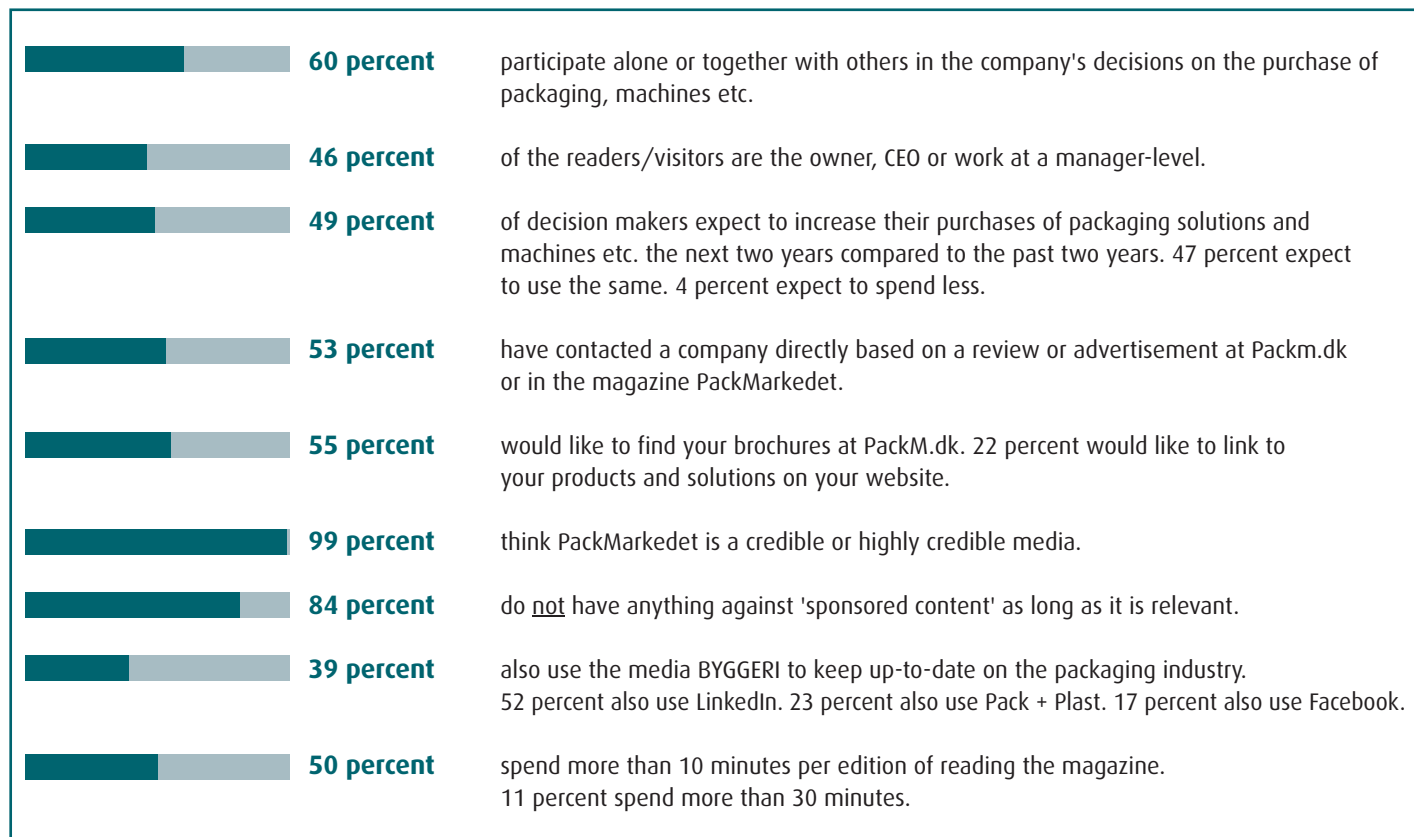 60 percent participate alone or together with others in the company's decisions on the purchase of
packaging, machines etc.
46 percent of the readers/visitors are the owner, CEO or work at a manager-level.
49 percent of decision makers expect to increase their purchases of packaging solutions and
machines etc. the next two years compared to the past two years. 47 percent expect
to use the same. 4 percent expect to spend less.
53 percent have contacted a company directly based on a review or advertisement at Packm.dk
or in the magazine PackMarkedet.
55 percent would like to find your brochures at PackM.dk. 22 percent would like to link to
your products and solutions on your website.
99 percent think PackMarkedet is a credible or highly credible media.
84 percent do not have anything against 'sponsored content' as long as it is relevant.
39 percent also use the media BYGGERI to keep up-to-date on the packaging industry.
52 percent also use LinkedIn. 23 percent also use Pack + Plast. 17 percent also use Facebook.
50 percent spend more than 10 minutes per edition of reading the magazine.
11 percent spend more than 30 minutes.